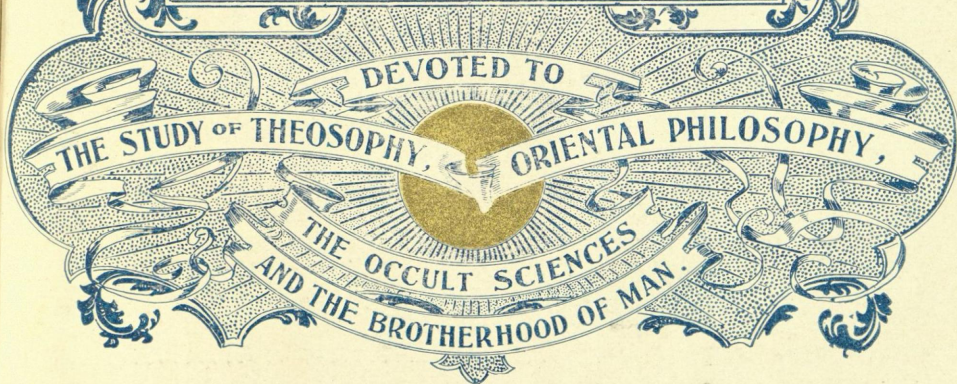 DEVOTED TO
THE STUDY OF THEOSOPHY, ORIENTAL PHILOSOPHY,
THE OCCULT SCIENCES
AND THE BROTHERHOOD OF MAN.